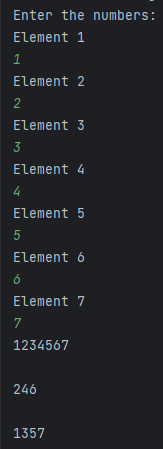 Enter the numbers:
Element 1
1
Element 2
2
Element 3
3
Element 4
4
Element 5
5
Element 6
6
Element 7
7
1234567
246
1357